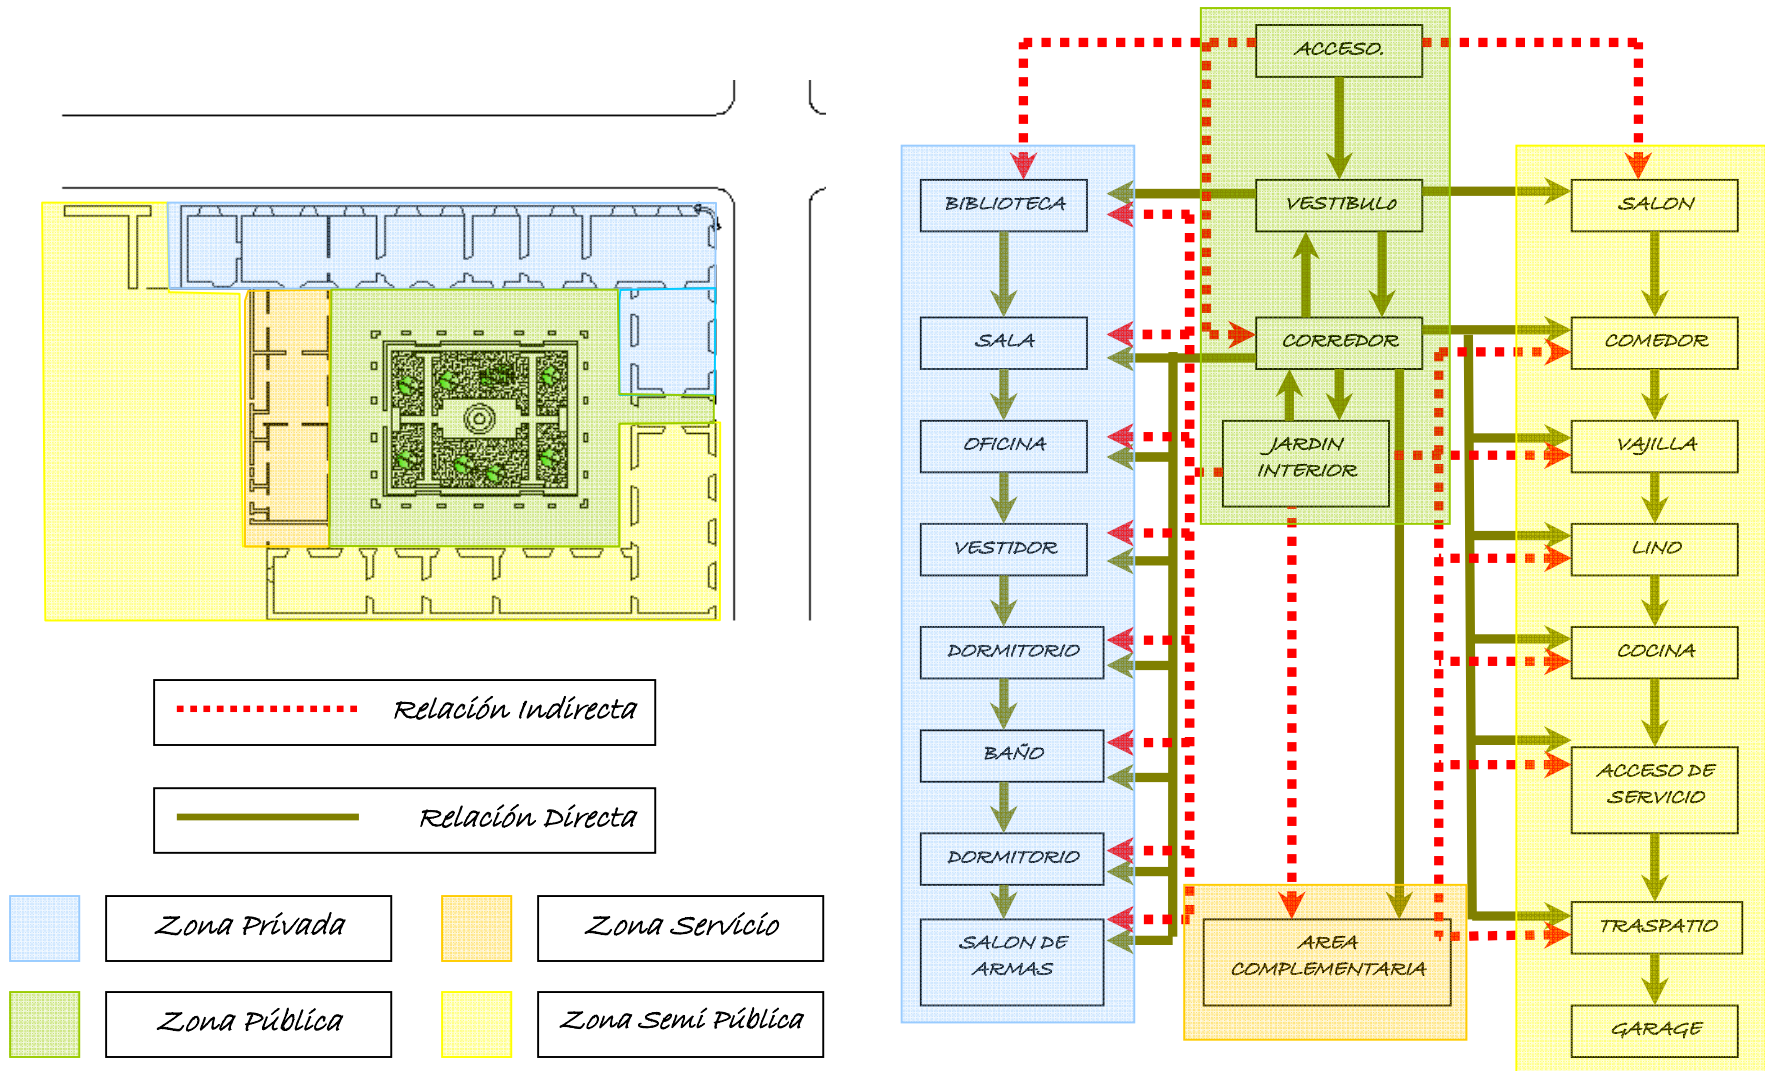 Relación Indirecta
Relación Directa
Zona Privada
Zona Servicio
Zona Pública
Zona Semi Pública
ACCESO.
BIBLIOTECA
VESTIBULO
SALON
SALA
CORREDOR
COMEDOR
OFICINA
JARDIN
INTERIOR
VAJILLA
VESTIDOR
LINO
DORMITORIO
COCINA
BAÑO
ACCESO DE
SERVICIO
DORMITORIO
SALON DE
ARMAS
AREA
COMPLEMENTARIA
TRASPATIO
GARAGE